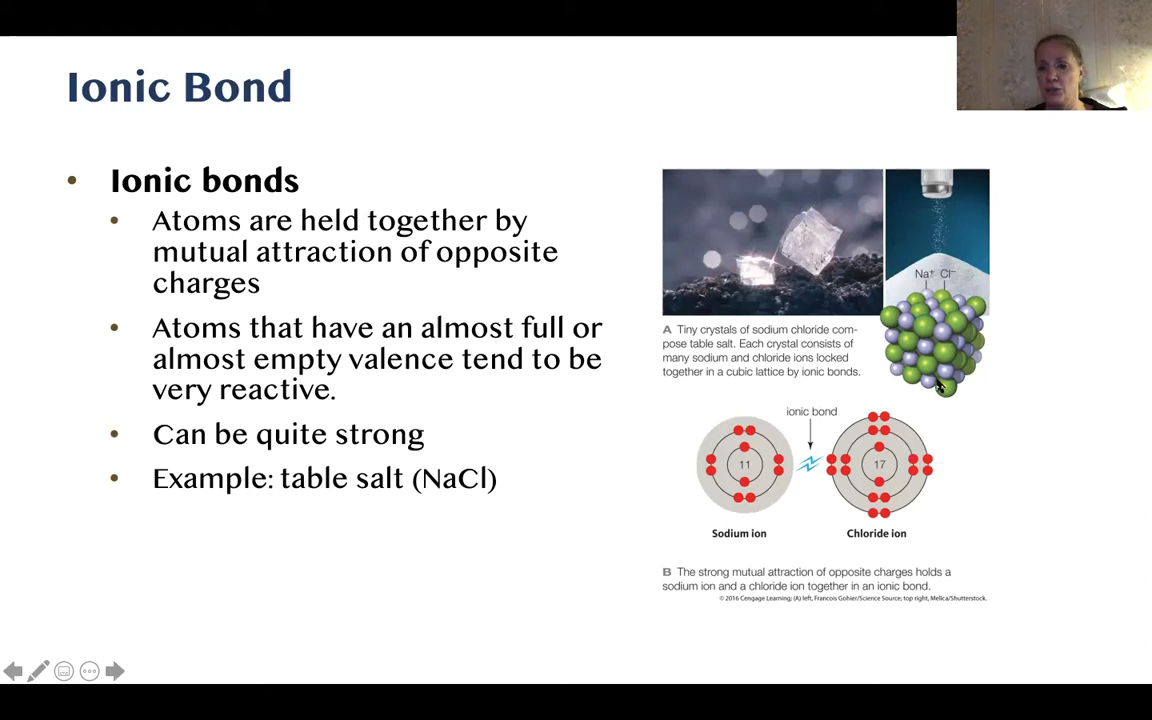 Ionic Bond
• Ionic bonds
• Atoms are held together by
mutual attraction of opposite
charges
• Atoms that have an almost full or
almost empty valence tend to be
very reactive.
• Can be quite strong
• Example: table salt (NaCl)
Na⁺ Cl⁻
A Tiny crystals of sodium chloride com-
pose table salt. Each crystal consists of
many sodium and chloride ions locked
together in a cubic lattice by ionic bonds.
ionic bond
11
17
Sodium ion
Chloride ion
B The strong mutual attraction of opposite charges holds a
sodium ion and a chloride ion together in an ionic bond.
© 2016 Cengage Learning; (A) left, Francois Gohier/Science Source; top right, Melica/Shutterstock.